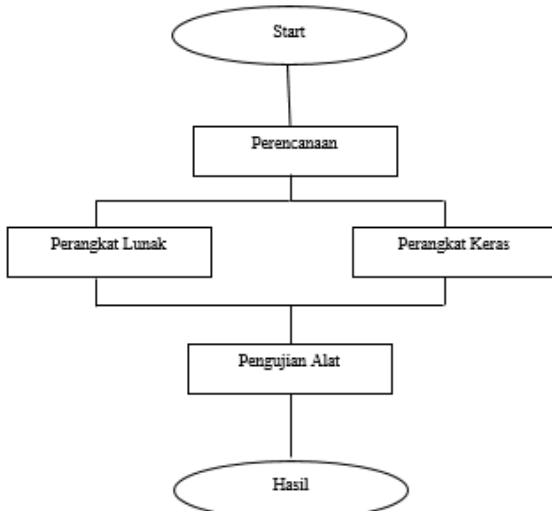 Start
Perencanaan
Perangkat Lunak
Perangkat Keras
Pengujian Alat
Hasil